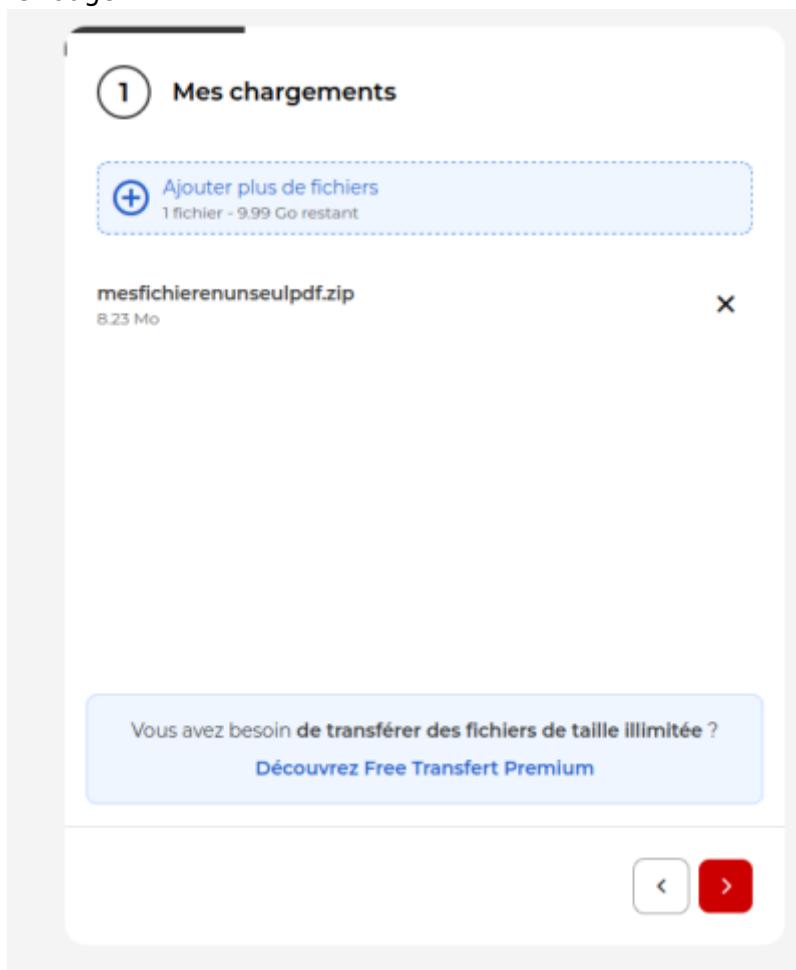 1 Mes chargements
Ajouter plus de fichiers
1 fichier - 9.99 Go restant
mesfichierenunseulpdf.zip
8.23 Mo
Vous avez besoin de transférer des fichiers de taille illimitée ?
Découvrez Free Transfert Premium